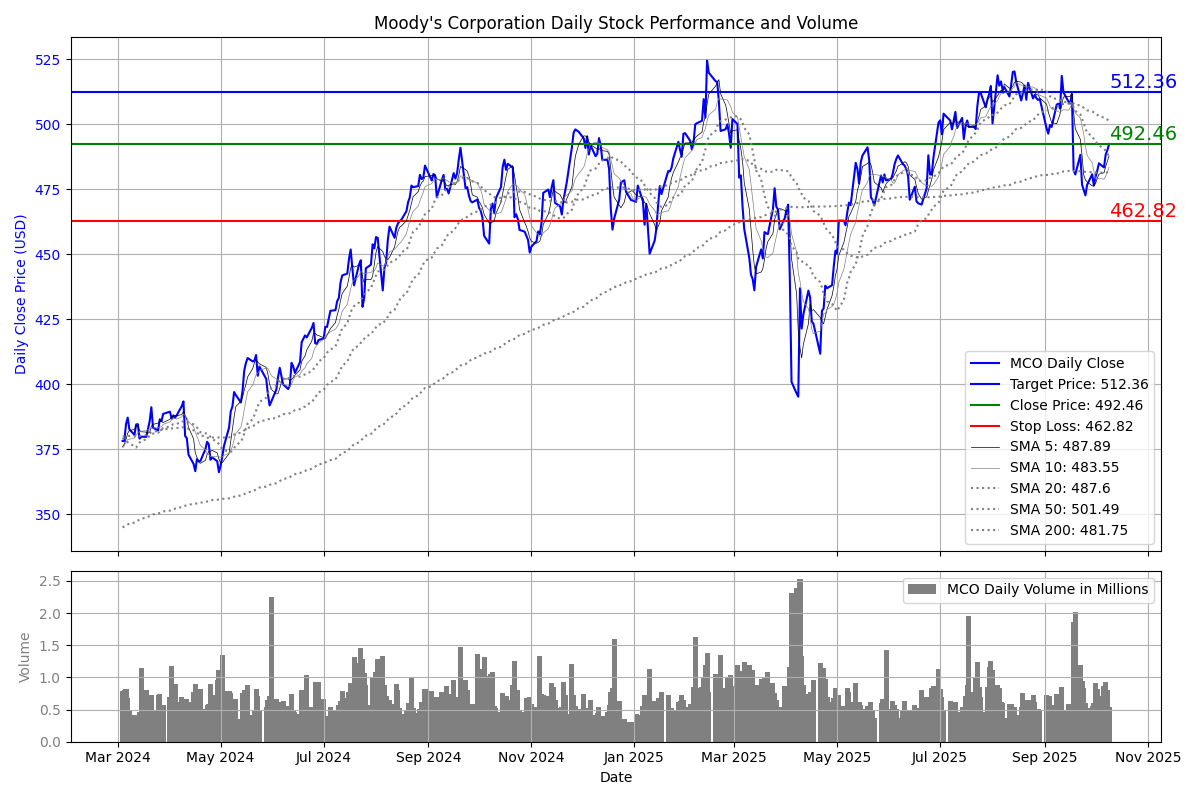 Moody's Corporation Daily Stock Performance and Volume
Daily Close Price (USD)
525
500
475
450
425
400
375
350
512.36
492.46
462.82
MCO Daily Close
Target Price: 512.36
Close Price: 492.46
Stop Loss: 462.82
SMA 5: 487.89
SMA 10: 483.55
SMA 20: 487.6
SMA 50: 501.49
SMA 200: 481.75
Volume
2.5
2.0
1.5
1.0
0.5
0.0
MCO Daily Volume in Millions
Mar 2024 May 2024 Jul 2024 Sep 2024 Nov 2024 Jan 2025 Mar 2025 May 2025 Jul 2025 Sep 2025 Nov 2025
Date